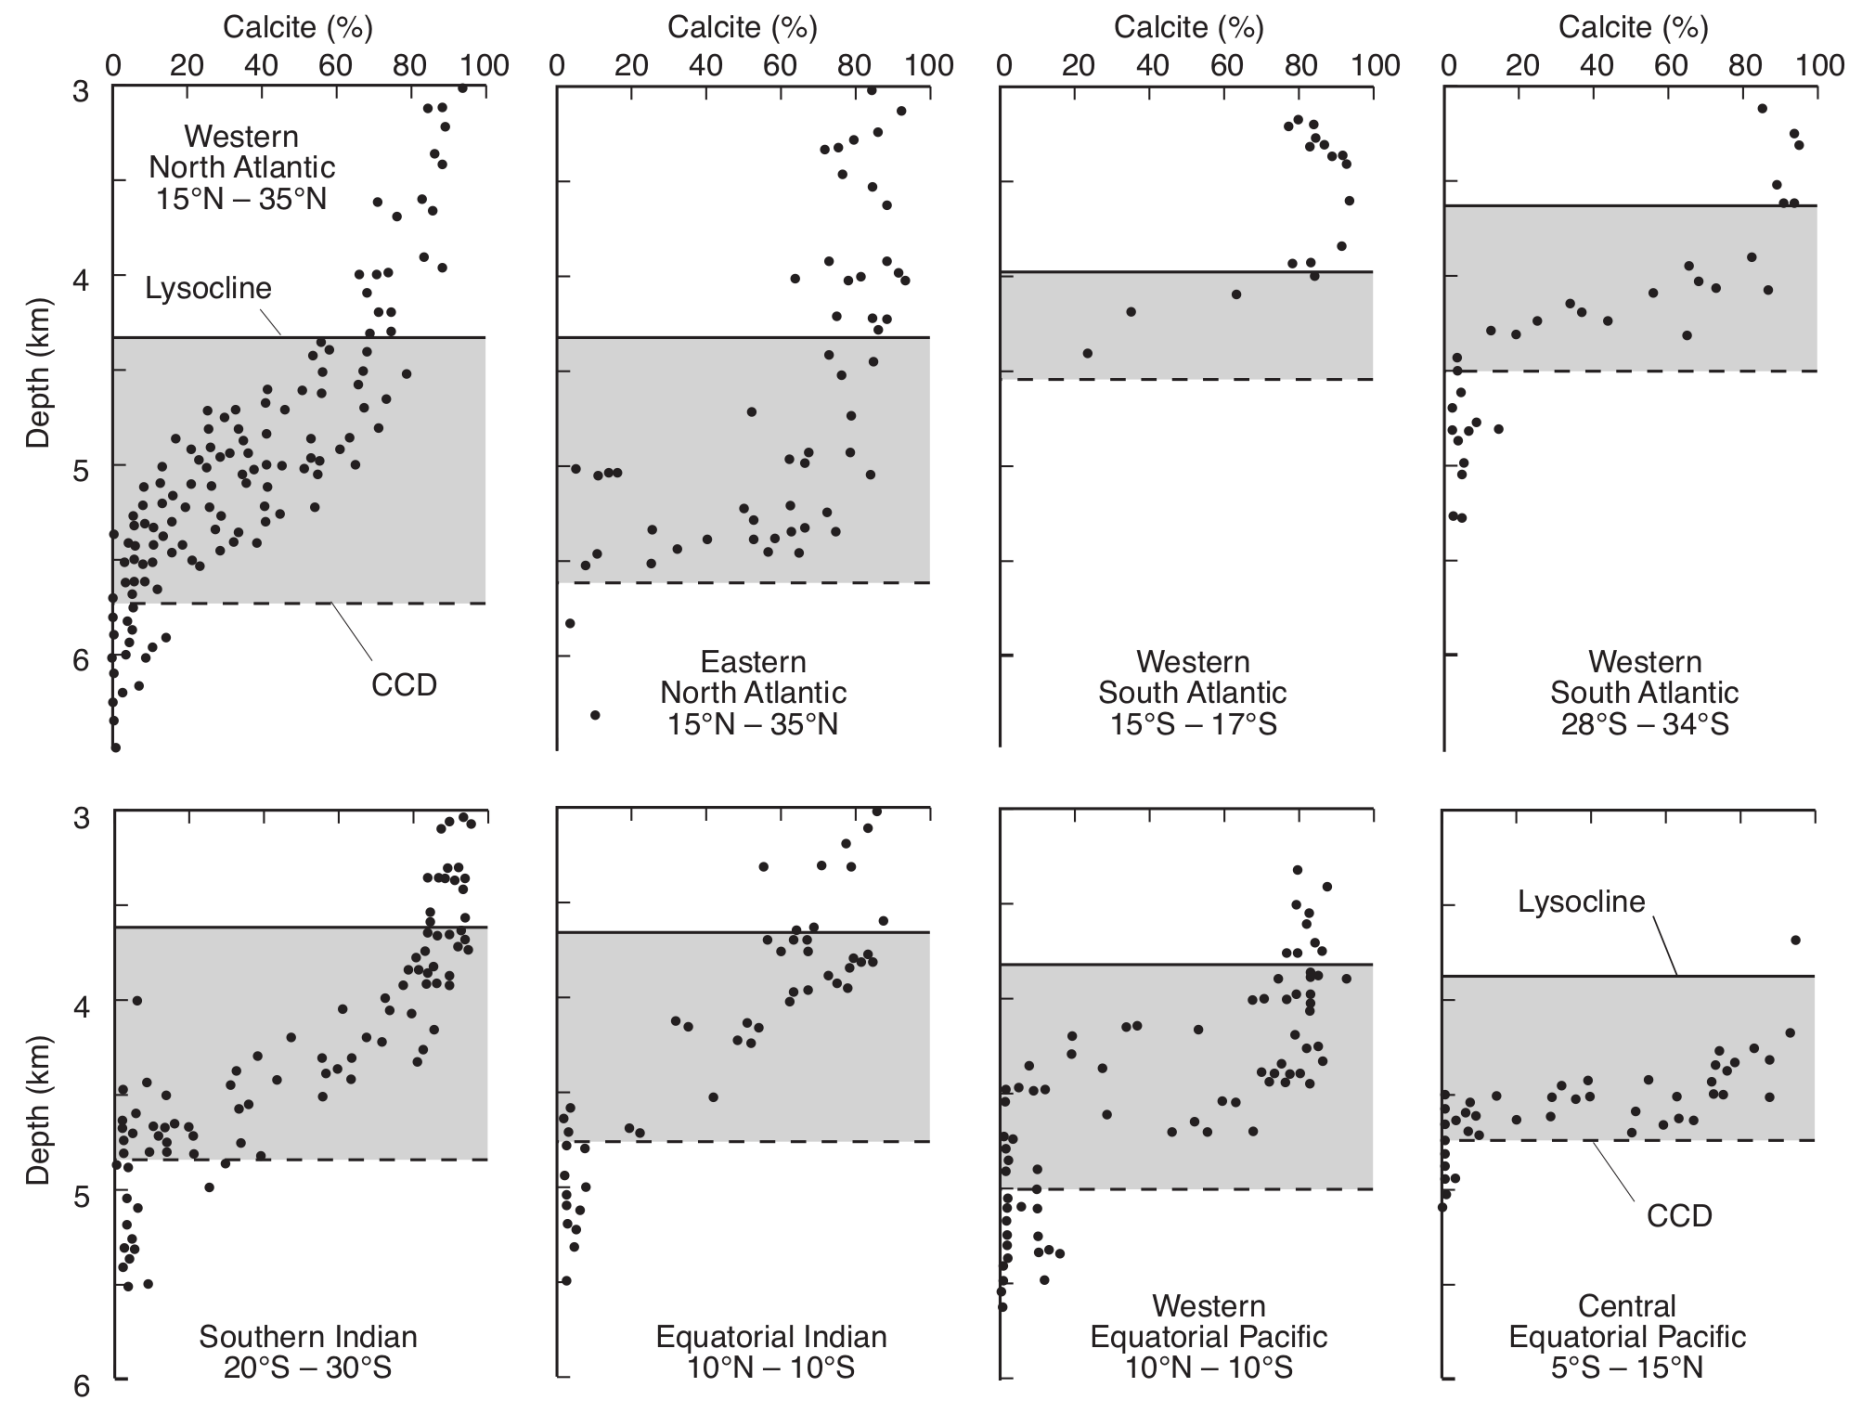 Calcite (%) Calcite (%) Calcite (%) Calcite (%)
0 20 40 60 80 100 0 20 40 60 80 100 0 20 40 60 80 100 0 20 40 60 80 100
3
Western
North Atlantic
15°N – 35°N
4
Lysocline
Depth (km)
5
6
CCD
Eastern
North Atlantic
15°N – 35°N
Western
South Atlantic
15°S – 17°S
Western
South Atlantic
28°S – 34°S
3
4
Depth (km)
5
6
Southern Indian
20°S – 30°S
Equatorial Indian
10°N – 10°S
Western
Equatorial Pacific
10°N – 10°S
Lysocline
CCD
Central
Equatorial Pacific
5°S – 15°N